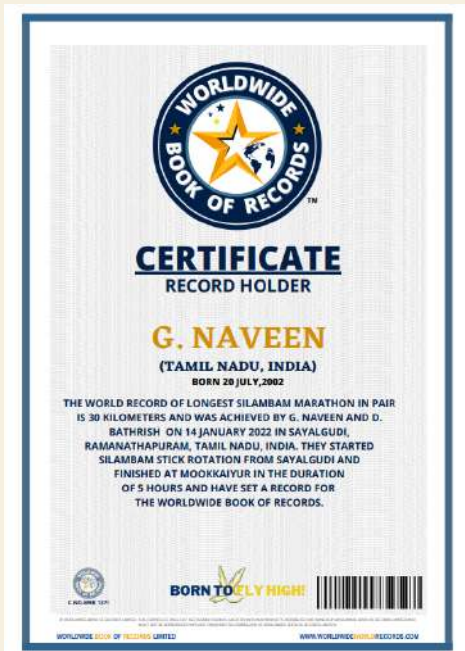 WORLDWIDE
BOOK OF RECORDS
TM
CERTIFICATE
RECORD HOLDER
G. NAVEEN
(TAMIL NADU, INDIA)
BORN 20 JULY,2002
THE WORLD RECORD OF LONGEST SILAMBAM MARATHON IN PAIR
IS 30 KILOMETERS AND WAS ACHIEVED BY G. NAVEEN AND D.
BATHRISH ON 14 JANUARY 2022 IN SAYALGUDI,
RAMANATHAPURAM, TAMIL NADU, INDIA. THEY STARTED
SILAMBAM STICK ROTATION FROM SAYALGUDI AND
FINISHED AT MOOKKAIYUR IN THE DURATION
OF 5 HOURS AND HAVE SET A RECORD FOR
THE WORLDWIDE BOOK OF RECORDS.
BORN TO FLY HIGH!
WORLDWIDE BOOK OF RECORDS LIMITED
WWW.WORLDWIDEWORLDRECORDS.COM